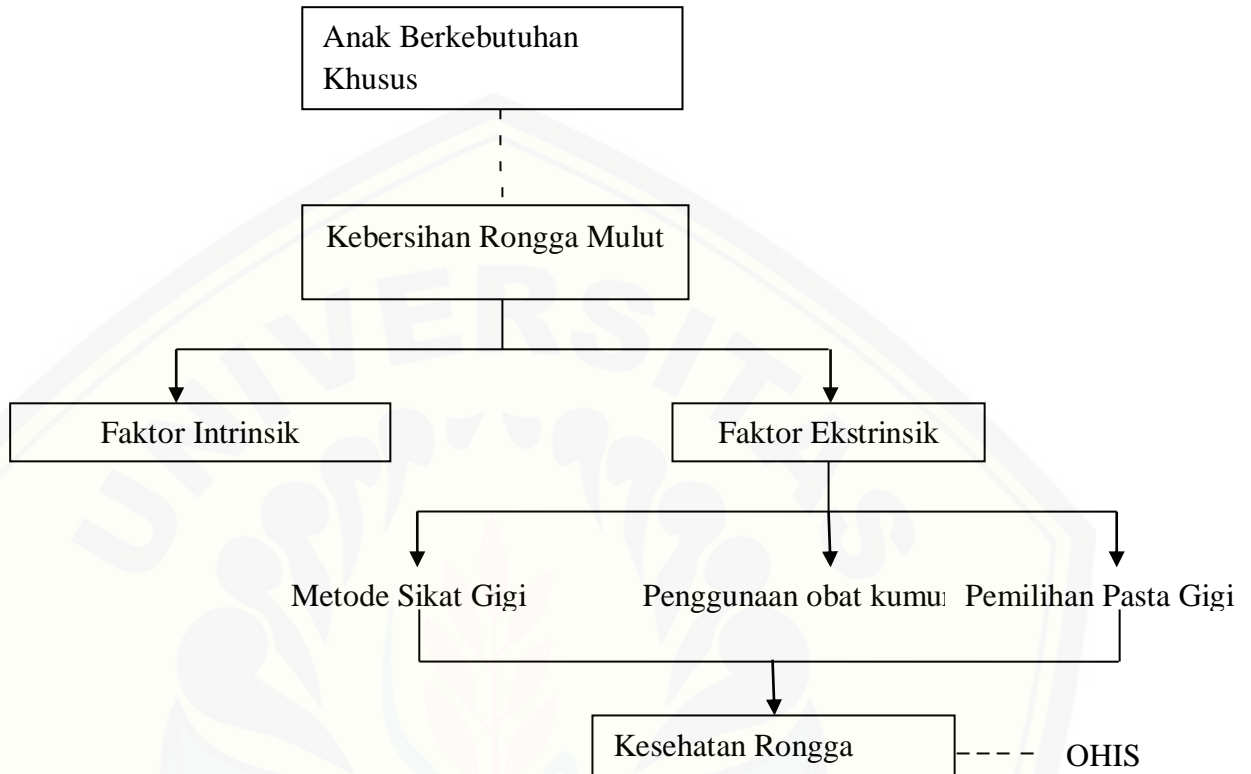 Anak Berkebutuhan
Khusus
Kebersihan Rongga Mulut
Faktor Intrinsik
Faktor Ekstrinsik
Metode Sikat Gigi
Penggunaan obat
Pemilihan Pasta Gigi
Kesehatan Rongga
OHIS
UNIVERSITAS